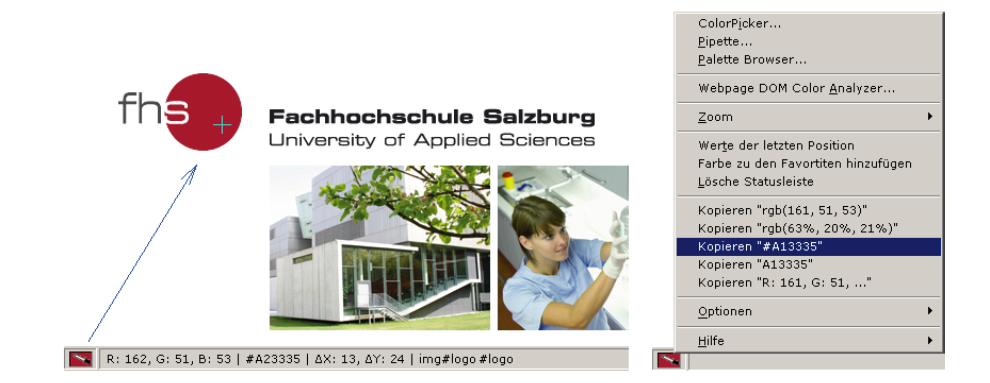 fhs
Fachhochschule Salzburg
University of Applied Sciences
R: 162, G: 51, B: 53 | #A23335 | ΔX: 13, ΔY: 24 | img#logo #logo
ColorPicker...
Pipette...
Palette Browser...
Webpage DOM Color Analyzer...
Zoom
Werte der letzten Position
Farbe zu den Favoritien hinzufügen
Lösche Statusleiste
Kopieren "rgb(161, 51, 53)"
Kopieren "rgb(63%, 20%, 21%)"
Kopieren "#A13335"
Kopieren "A13335"
Kopieren "R: 161, G: 51, ..."
Optionen
Hilfe